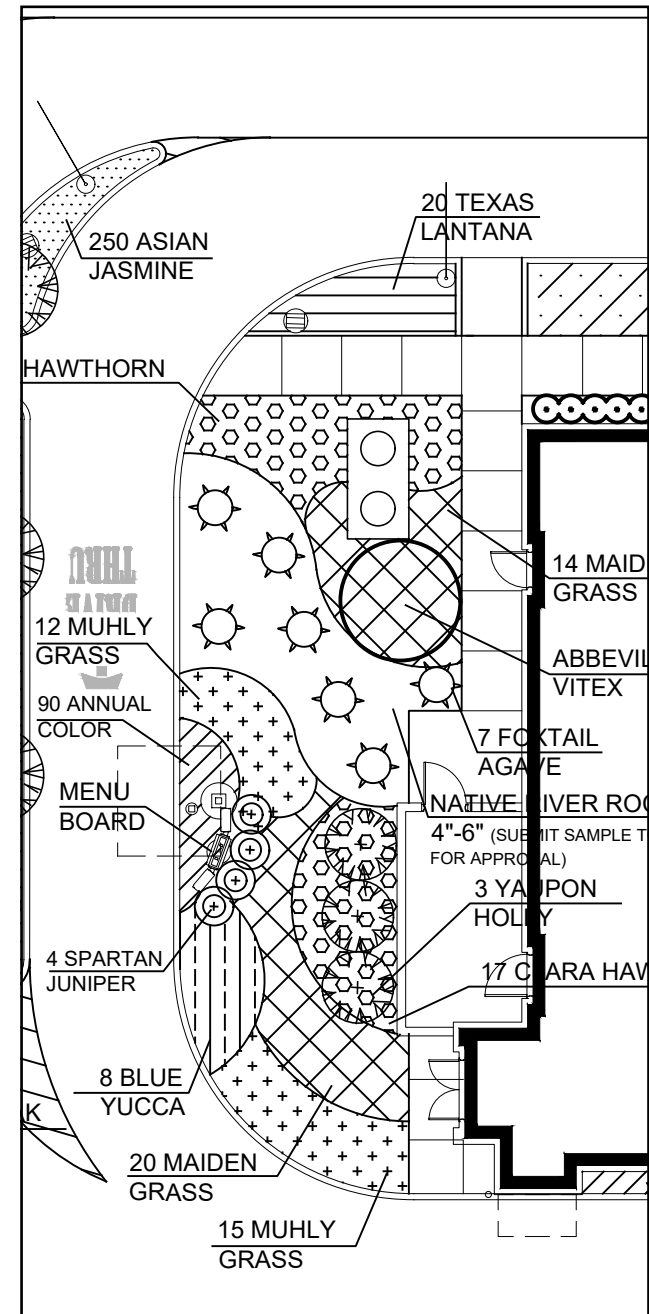 20 TEXAS
LANTANA
250 ASIAN
JASMINE
HAWTHORN
THRU
DRIVE
14 MAID
GRASS
12 MUHLY
GRASS
ABBEVIL
VITEX
90 ANNUAL
COLOR
7 FOXTAIL
AGAVE
MENU
BOARD
NATIVE RIVER ROC
4"-6" (SUBMIT SAMPLE T
FOR APPROVAL)
3 YAUPON
HOLLY
4 SPARTAN
JUNIPER
17 CLARA HAW
8 BLUE
YUCCA
K
20 MAIDEN
GRASS
15 MUHLY
GRASS